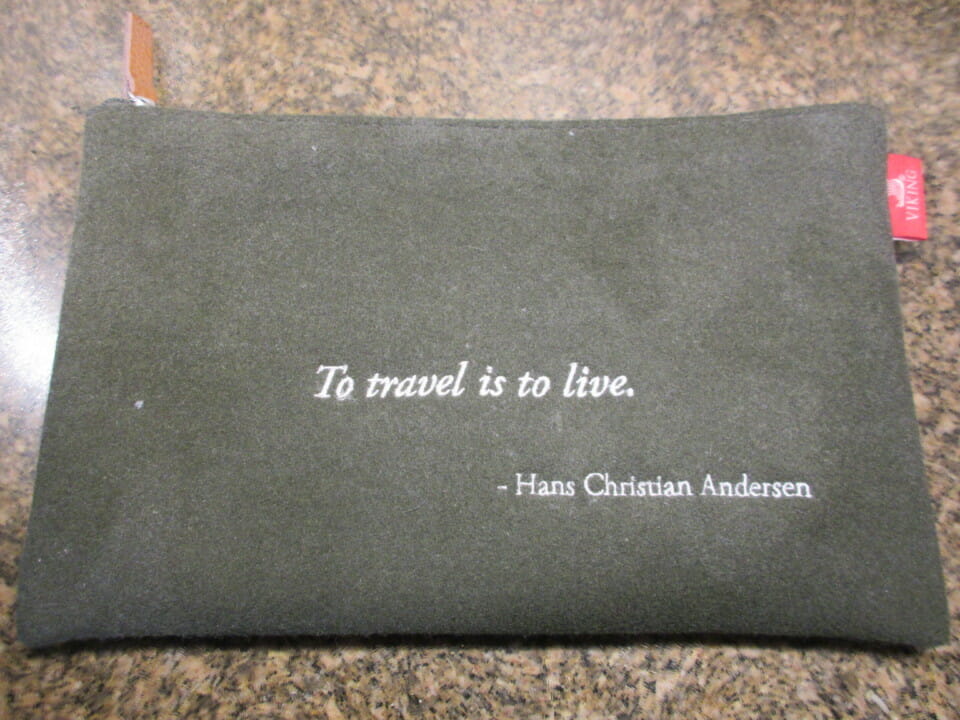 To travel is to live.
- Hans Christian Andersen
VIKING